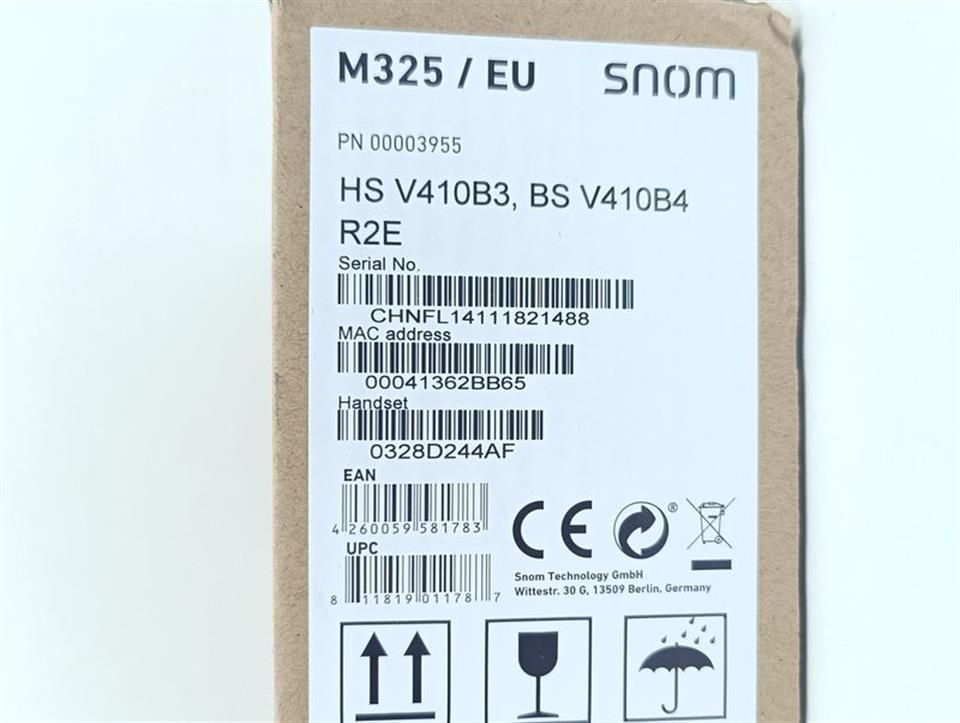 M325 / EU snom
PN 00003955
HS V410B3, BS V410B4
R2E
Serial No.
CHNFL14111821488
MAC address
00041362BB65
Handset
0328D244AF
EAN
4 260059 581783
UPC
8 11819 01178 7
CE ®
Snom Technology GmbH
Wittestr. 30 G, 13509 Berlin, Germany